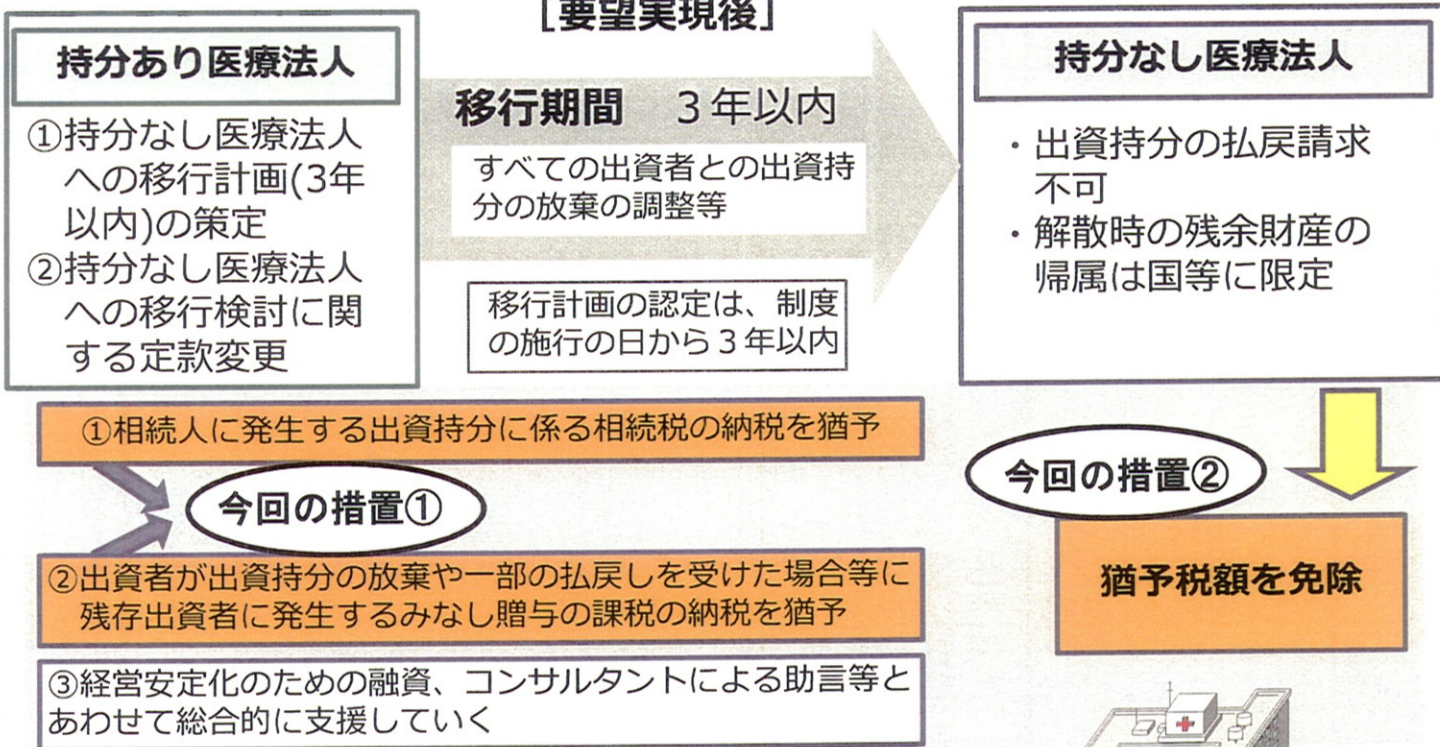 [要望実現後]
持分あり医療法人
①持分なし医療法人
への移行計画(3年
以内)の策定
②持分なし医療法人
への移行検討に関
する定款変更
移行期間　３年以内
すべての出資者との出資持
分の放棄の調整等
移行計画の認定は、制度
の施行の日から３年以内
持分なし医療法人
・出資持分の払戻請求
不可
・解散時の残余財産の
帰属は国等に限定
①相続人に発生する出資持分に係る相続税の納税を猶予
今回の措置①
②出資者が出資持分の放棄や一部の払戻しを受けた場合等に
残存出資者に発生するみなし贈与の課税の納税を猶予
③経営安定化のための融資、コンサルタントによる助言等と
あわせて総合的に支援していく
今回の措置②
猶予税額を免除